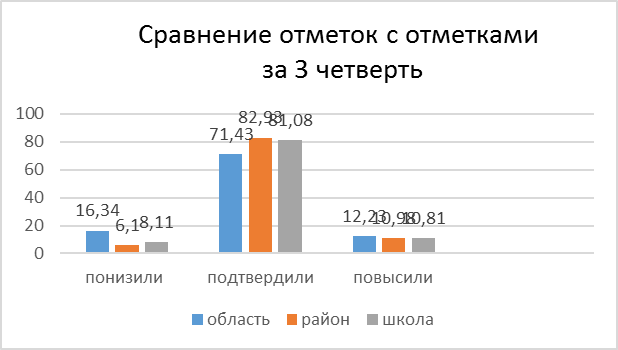 Сравнение отметок с отметками
за 3 четверть
100
80
60
40
20
0
16,34
6,1
8,11
71,43
82,93
81,08
12,23
10,98
10,81
понизили
подтвердили
повысили
область
район
школа